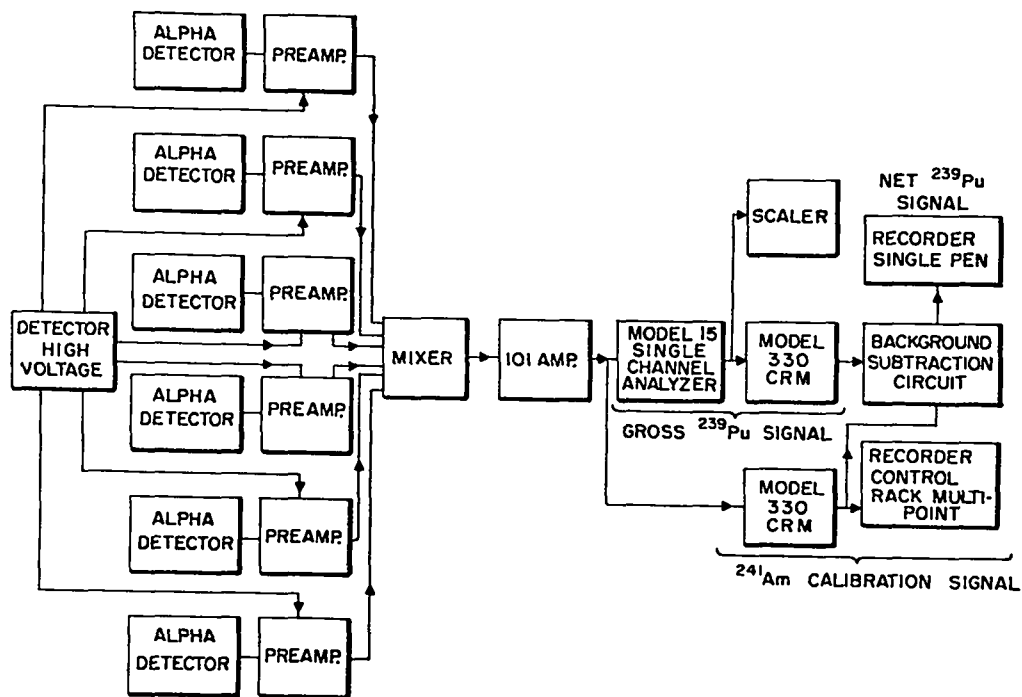 ALPHA
DETECTOR
PREAMP.
ALPHA
DETECTOR
PREAMP.
ALPHA
DETECTOR
PREAMP.
DETECTOR
HIGH
VOLTAGE
ALPHA
DETECTOR
PREAMP.
ALPHA
DETECTOR
PREAMP.
ALPHA
DETECTOR
PREAMP.
MIXER
101 AMP.
MODEL 15
SINGLE
CHANNEL
ANALYZER
SCALER
MODEL
330
CRM
GROSS ²³⁹Pu SIGNAL
NET ²³⁹Pu
SIGNAL
RECORDER
SINGLE PEN
BACKGROUND
SUBTRACTION
CIRCUIT
MODEL
330
CRM
RECORDER
CONTROL
RACK MULTI-
POINT
²⁴¹Am CALIBRATION SIGNAL